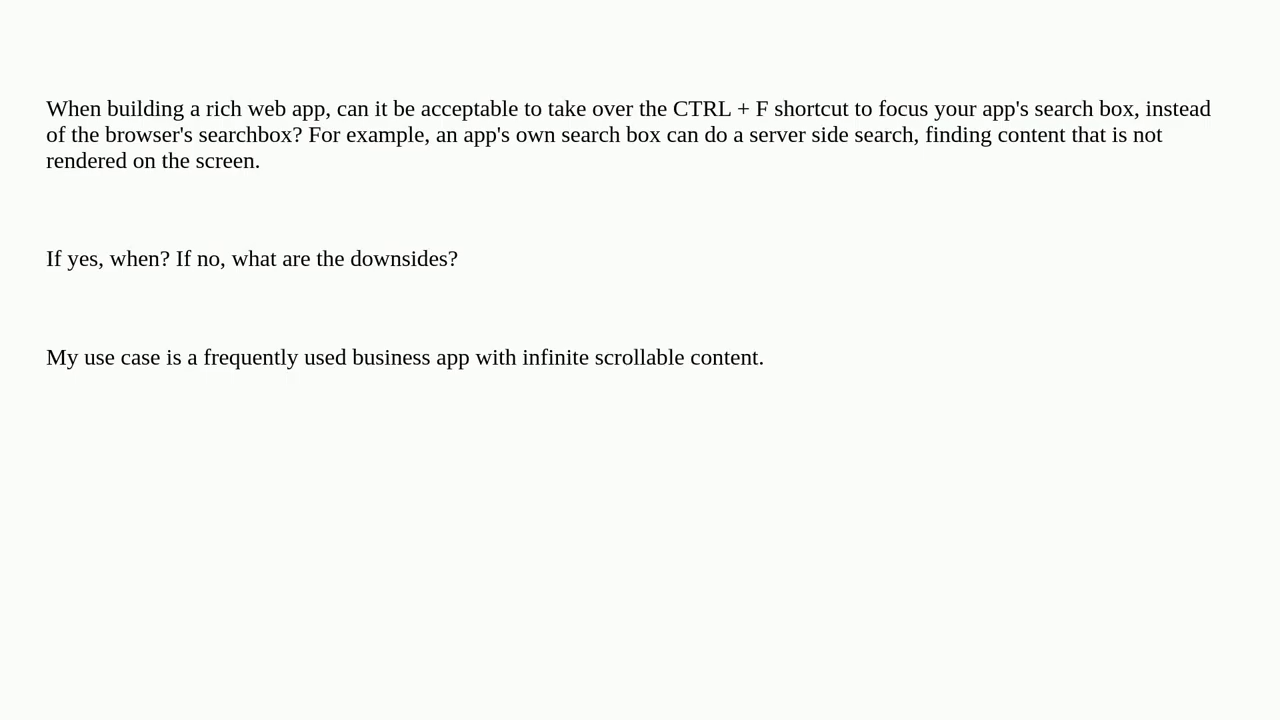 When building a rich web app, can it be acceptable to take over the CTRL + F shortcut to focus your app's search box, instead
of the browser's searchbox? For example, an app's own search box can do a server side search, finding content that is not
rendered on the screen.
If yes, when? If no, what are the downsides?
My use case is a frequently used business app with infinite scrollable content.